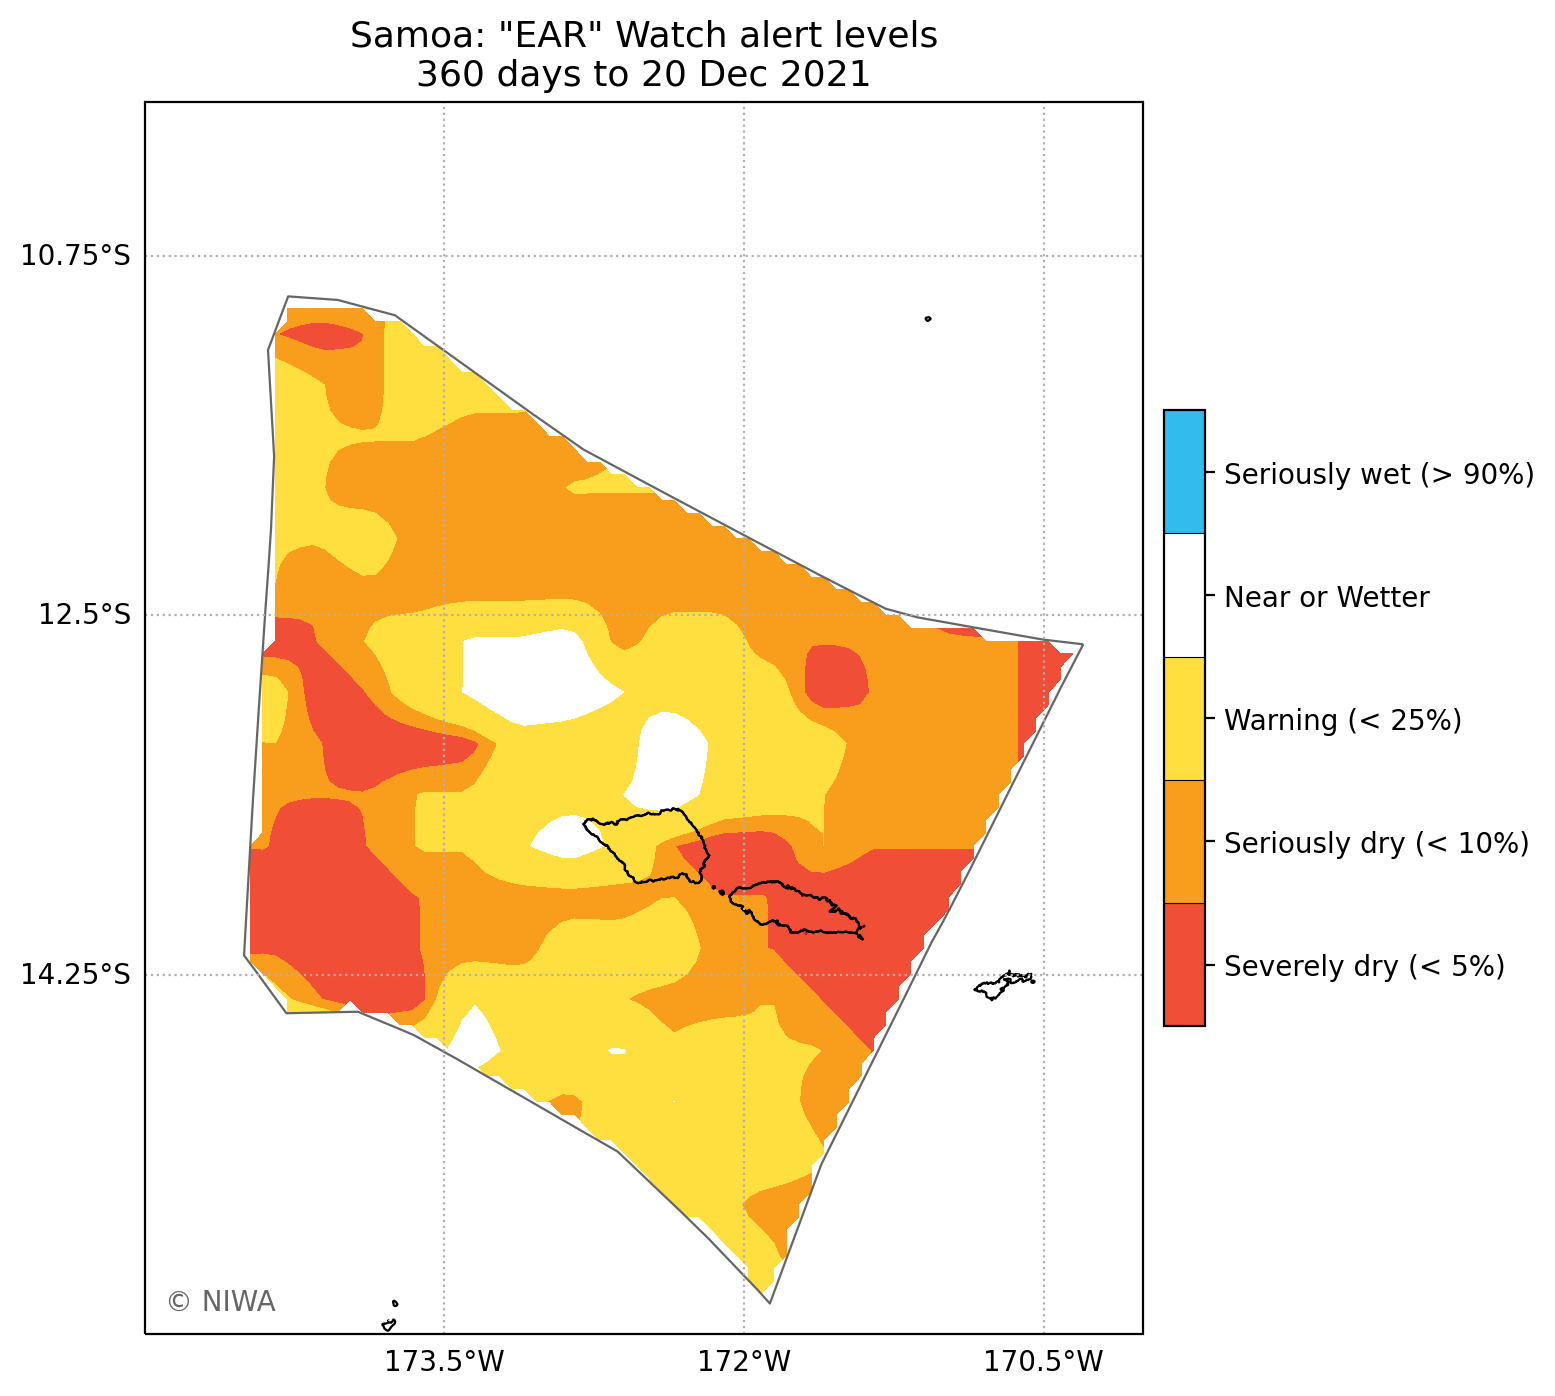 Samoa: "EAR" Watch alert levels
360 days to 20 Dec 2021
10.75°S
12.5°S
14.25°S
173.5°W
172°W
170.5°W
Seriously wet (> 90%)
Near or Wetter
Warning (< 25%)
Seriously dry (< 10%)
Severely dry (< 5%)
© NIWA